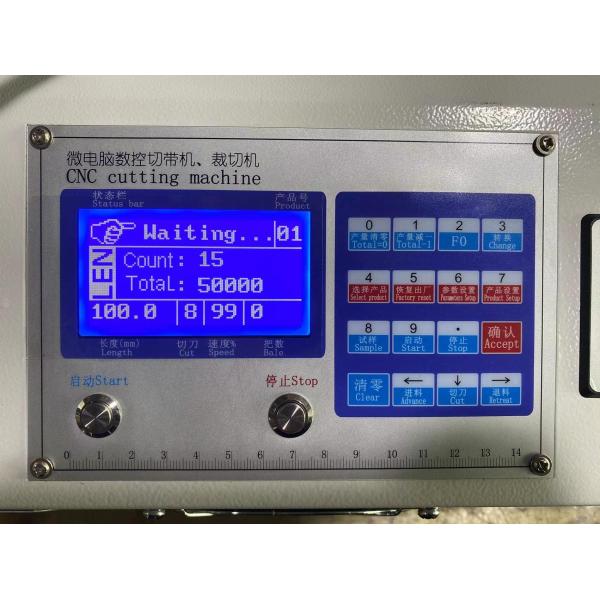 微电脑数控切带机、裁切机
CNC cutting machine
状态栏 产品号
Status bar Product
Waiting... 01
LEN
Count: 15
Total: 50000
100.0 8 99 0
长度(mm) 切刀 速度% 把数
Length Cut Speed Bale
启动Start 停止Stop
0 1 2 3
产量清零 产量减一 F0 转换
Total=0 Total-1 Change
4 5 6 7
选择产品 恢复出厂 参数设置 产品设置
Select product Factory reset Parameters Setup Product Setup
8 9 · 确认
试样 启动 停止 Accept
Sample Start Stop
清零 ← ↓ →
Clear 进料 切刀 退料
Advance Cut Retreat
0 1 2 3 4 5 6 7 8 9 10 11 12 13 14